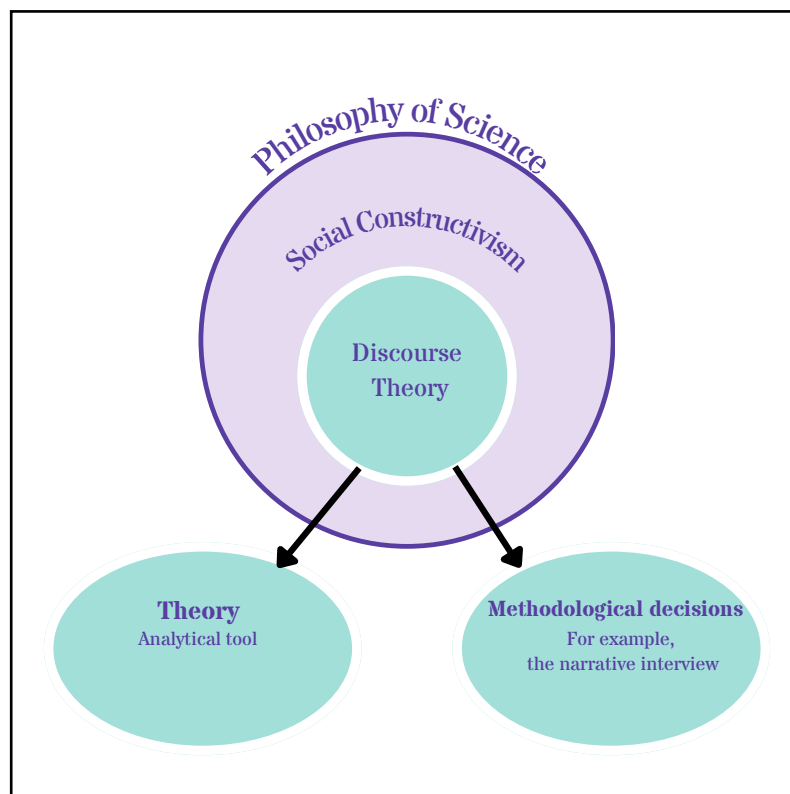 Philosophy of Science
Social Constructivism
Discourse
Theory
Theory
Analytical tool
Methodological decisions
For example,
the narrative interview